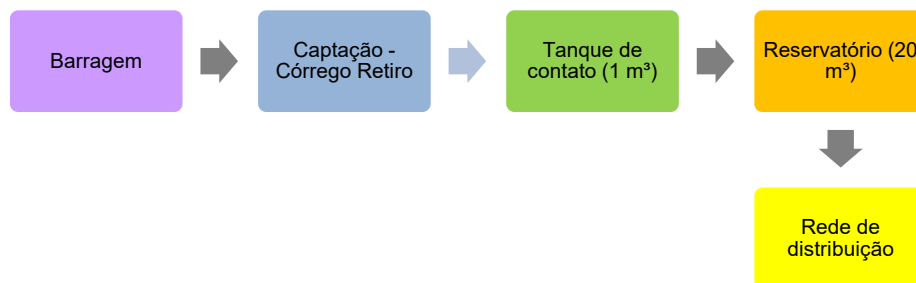 Barragem
Captação -
Córrego Retiro
Tanque de
contato (1 m³)
Reservatório (20
m³)
Rede de
distribuição